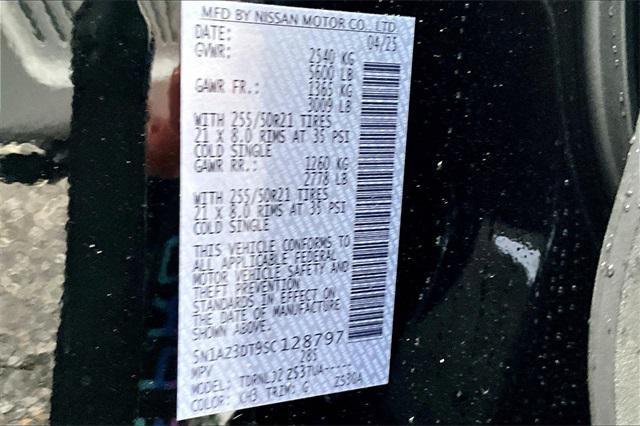 MFD BY NISSAN MOTOR CO., LTD.
DATE: 04/25
GVWR: 2540 KG
5600 LB
GAWR FR.: 1365 KG
3009 LB
WITH 255/50R21 TIRES
21 X 8.0 RIMS AT 35 PSI
COLD SINGLE
GAWR RR.: 1260 KG
2778 LB
WITH 255/50R21 TIRES
21 X 8.0 RIMS AT 35 PSI
COLD SINGLE
THIS VEHICLE CONFORMS TO
ALL APPLICABLE FEDERAL
MOTOR VEHICLE SAFETY AND
THEFT PREVENTION
STANDARDS IN EFFECT ON
THE DATE OF MANUFACTURE
SHOWN ABOVE.
5N1AZ3DT9SC128797
MPV 285
MODEL: TDRNLJZ Z53TUA-----
COLOR: KH3 TRIM: G Z530A